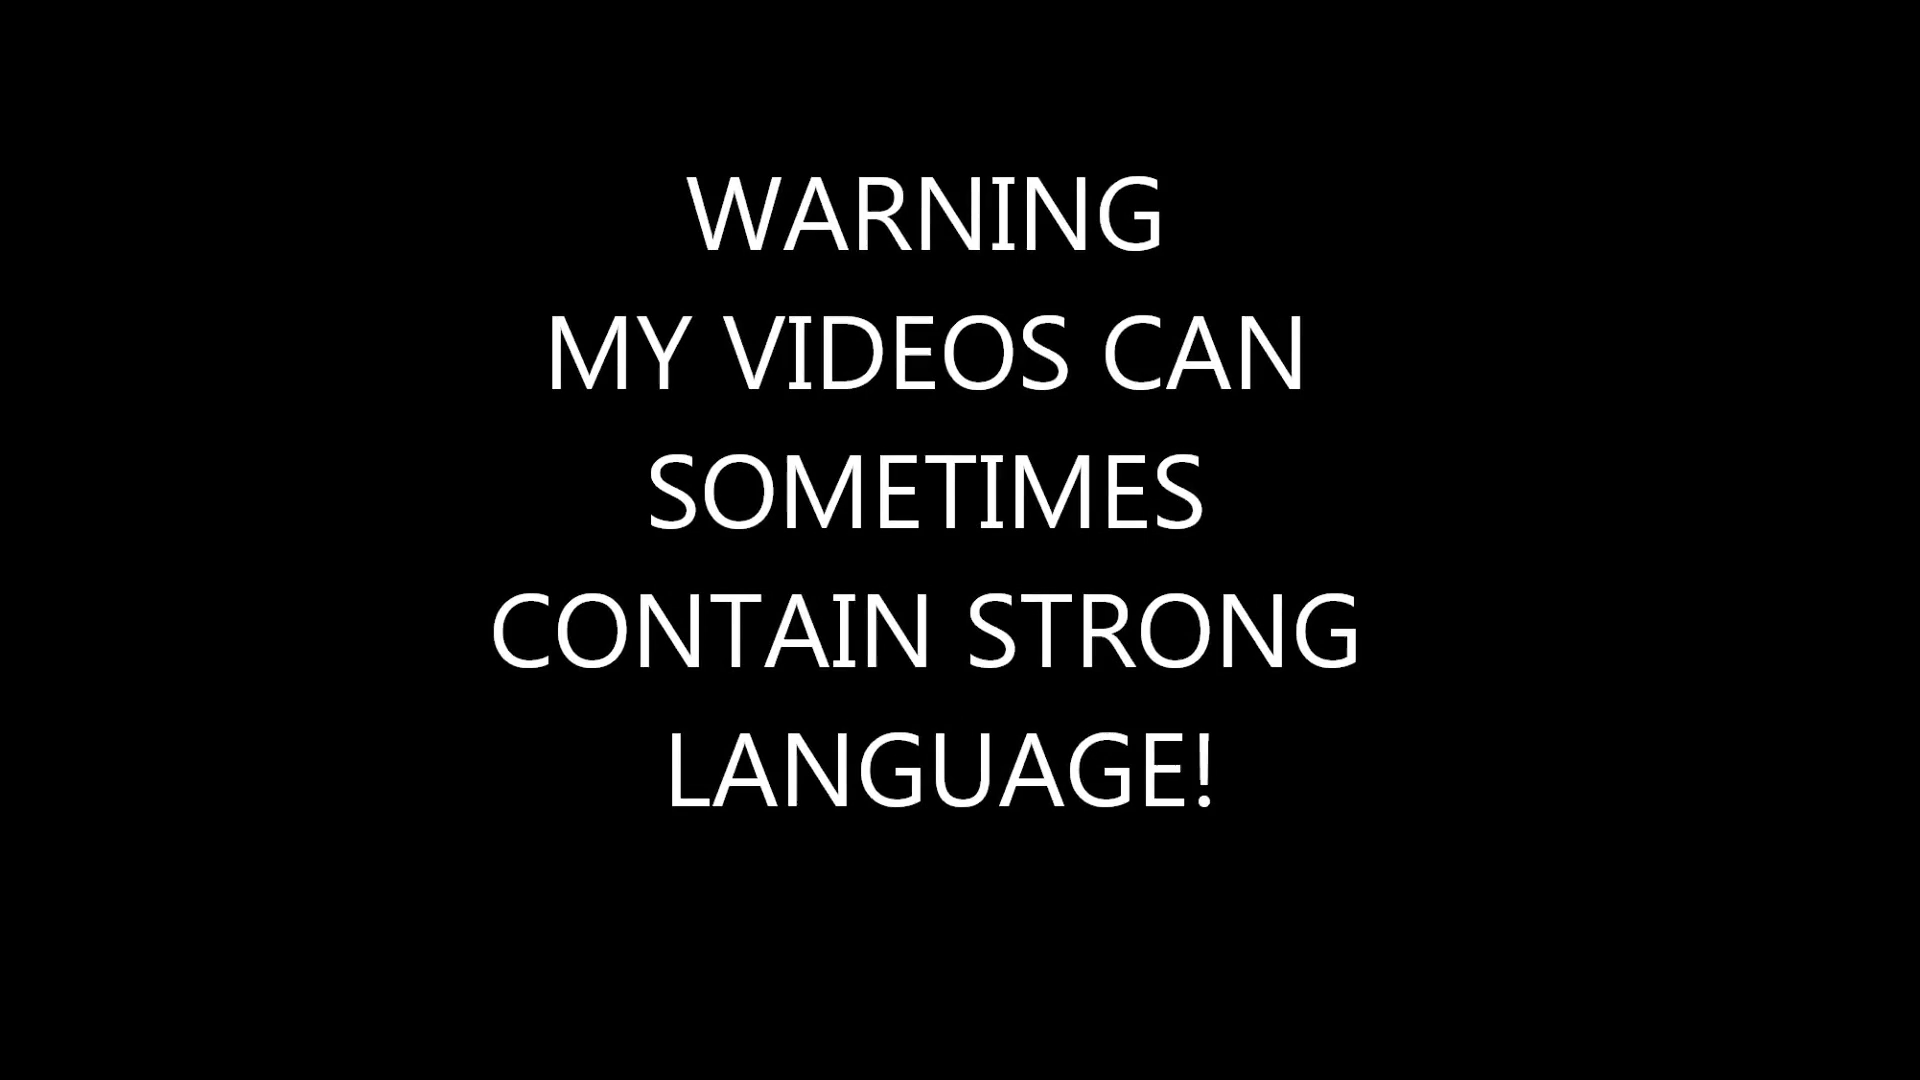 WARNING
MY VIDEOS CAN
SOMETIMES
CONTAIN STRONG
LANGUAGE!